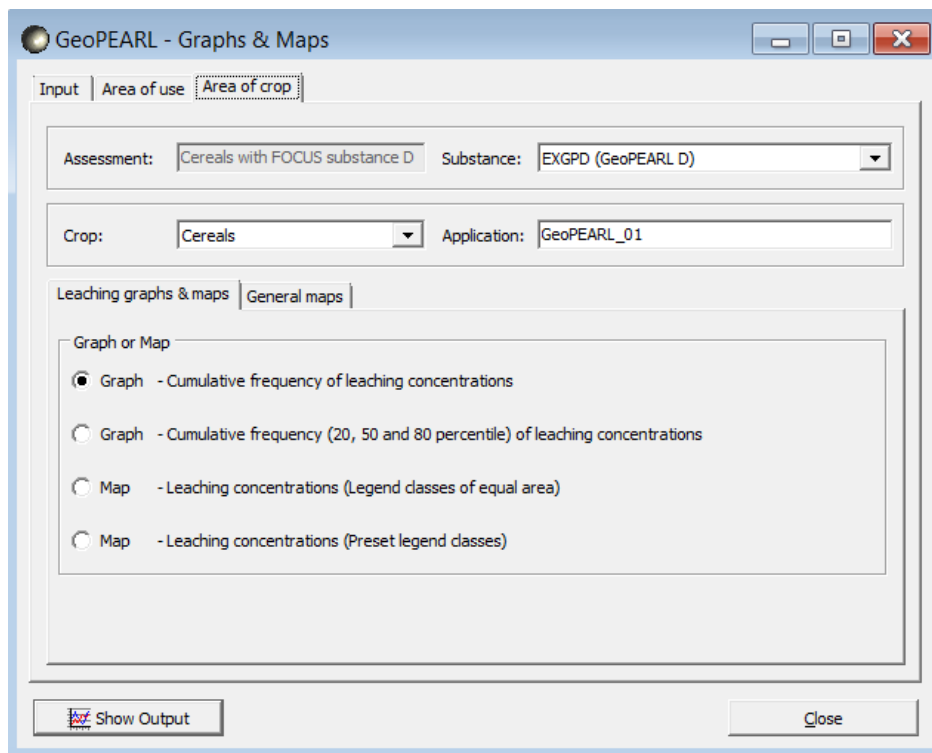 GeoPEARL - Graphs & Maps
Input Area of use Area of crop
Assessment: Cereals with FOCUS substance D Substance: EXGPD (GeoPEARL D)
Crop: Cereals Application: GeoPEARL_01
Leaching graphs & maps General maps
Graph or Map
Graph - Cumulative frequency of leaching concentrations
Graph - Cumulative frequency (20, 50 and 80 percentile) of leaching concentrations
Map - Leaching concentrations (Legend classes of equal area)
Map - Leaching concentrations (Preset legend classes)
Show Output Close